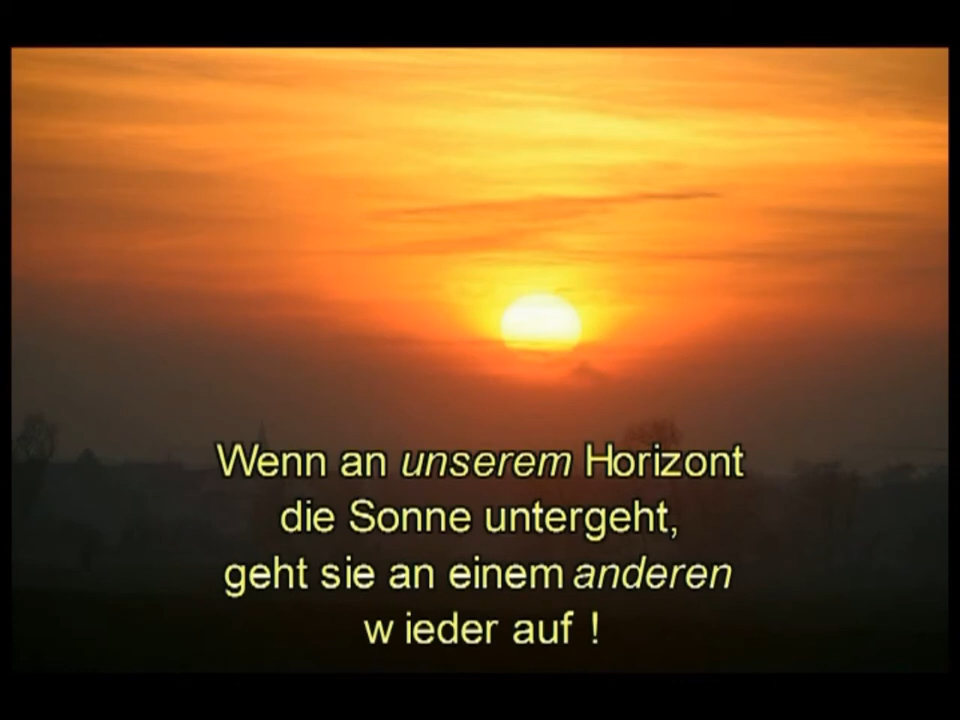 Wenn an unserem Horizont
die Sonne untergeht,
geht sie an einem anderen
w ieder auf !